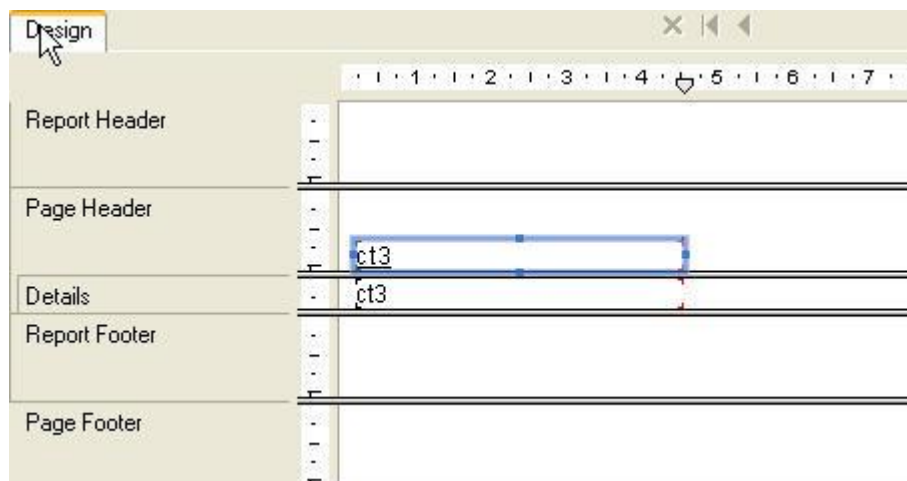 Design
1 2 3 4 5 6 7
Report Header
Page Header
ct3
Details
ct3
Report Footer
Page Footer